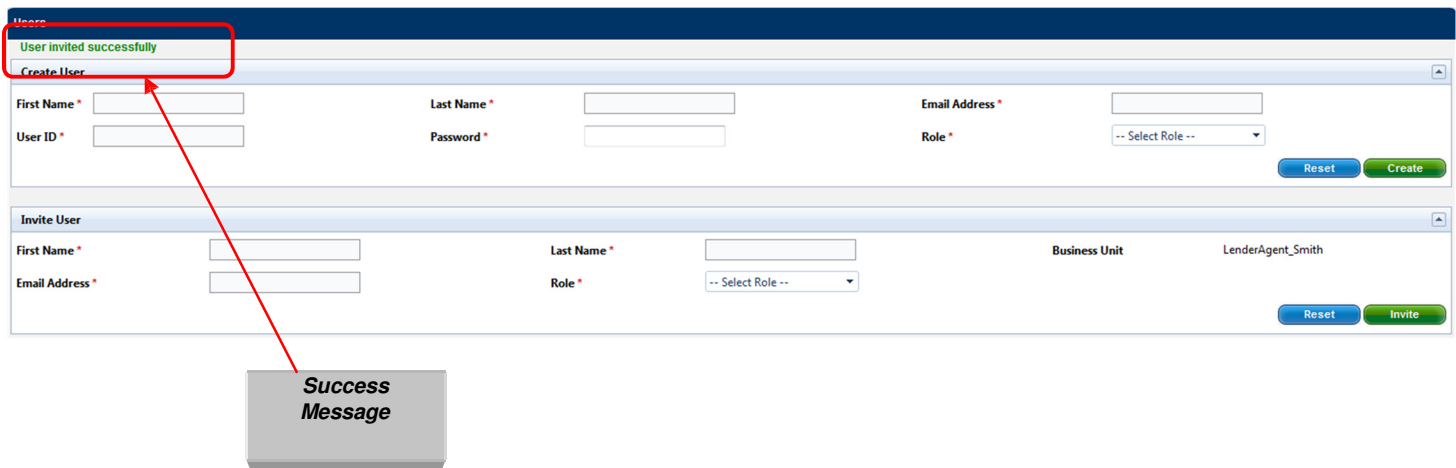 Users
User invited successfully
Create User
First Name * Last Name * Email Address *
User ID * Password * Role * -- Select Role --
Reset Create
Invite User
First Name * Last Name * Business Unit LenderAgent_Smith
Email Address * Role * -- Select Role --
Reset Invite
Success
Message